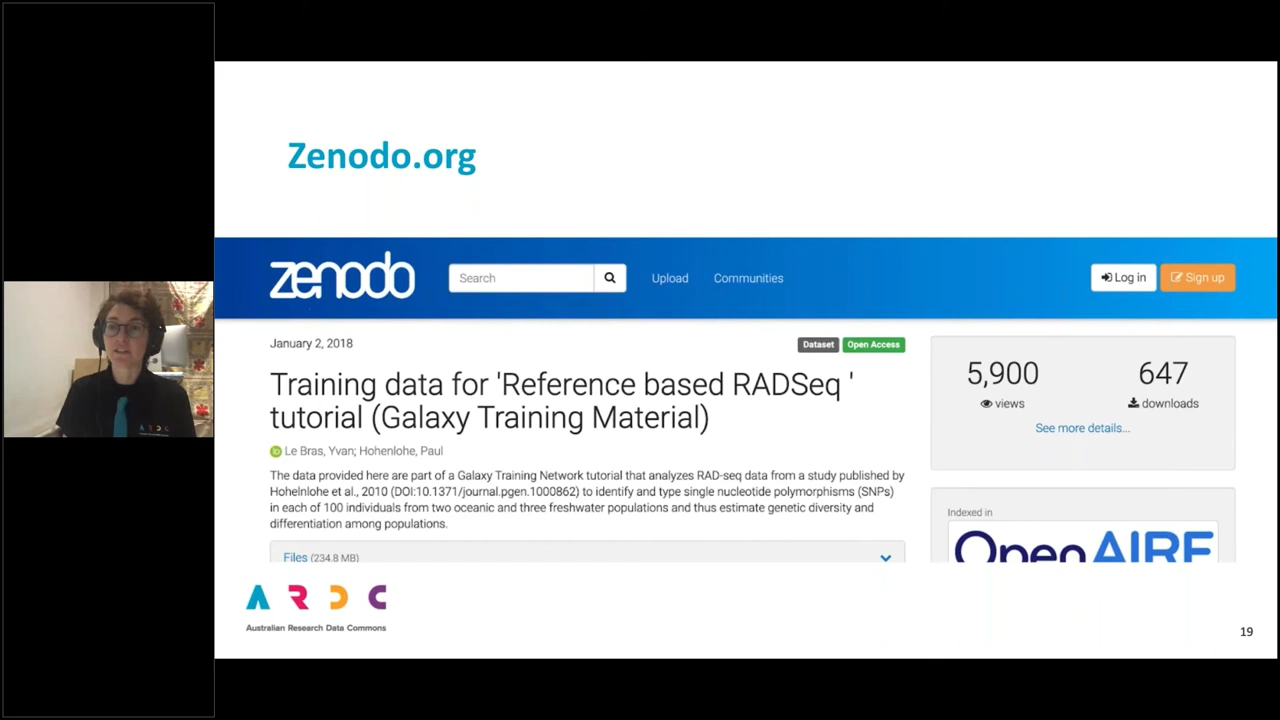 Zenodo.org
zenodo
Search
Upload
Communities
Log in
Sign up
January 2, 2018
Dataset
Open Access
Training data for 'Reference based RADSeq '
tutorial (Galaxy Training Material)
Le Bras, Yvan; Hohenlohe, Paul
The data provided here are part of a Galaxy Training Network tutorial that analyzes RAD-seq data from a study published by
Hohelnlohe et al., 2010 (DOI:10.1371/journal.pgen.1000862) to identify and type single nucleotide polymorphisms (SNPs)
in each of 100 individuals from two oceanic and three freshwater populations and thus estimate genetic diversity and
differentiation among populations.
Files (234.8 MB)
5,900
views
647
downloads
See more details...
Indexed in
OpenAIRE
A R D C
Australian Research Data Commons
19
A R D C